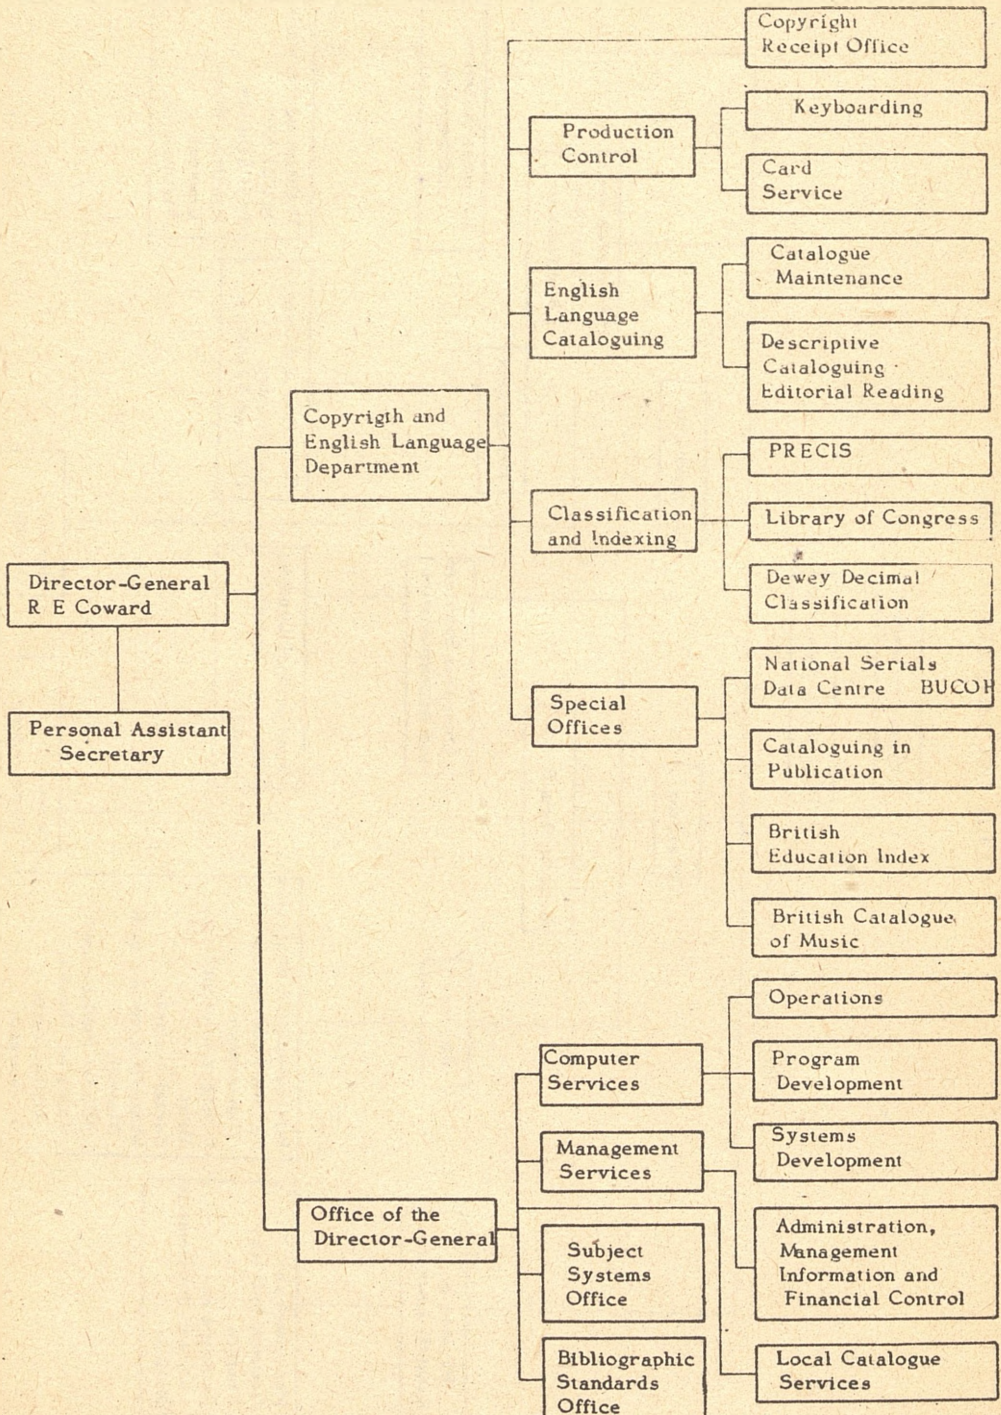 Copyright
Receipt Office
Production
Control
Keyboarding
Card
Service
English
Language
Cataloguing
Catalogue
Maintenance
Descriptive
Cataloguing
Editorial Reading
Copyrigth and
English Language
Department
Classification
and Indexing
PRECIS
Library of Congress
Dewey Decimal
Classification
Director-General
R E Coward
Personal Assistant
Secretary
Special
Offices
National Serials
Data Centre BUCOP
Cataloguing in
Publication
British
Education Index
British Catalogue
of Music
Office of the
Director-General
Computer
Services
Operations
Program
Development
Systems
Development
Management
Services
Administration,
Management
Information and
Financial Control
Subject
Systems
Office
Bibliographic
Standards
Office
Local Catalogue
Services